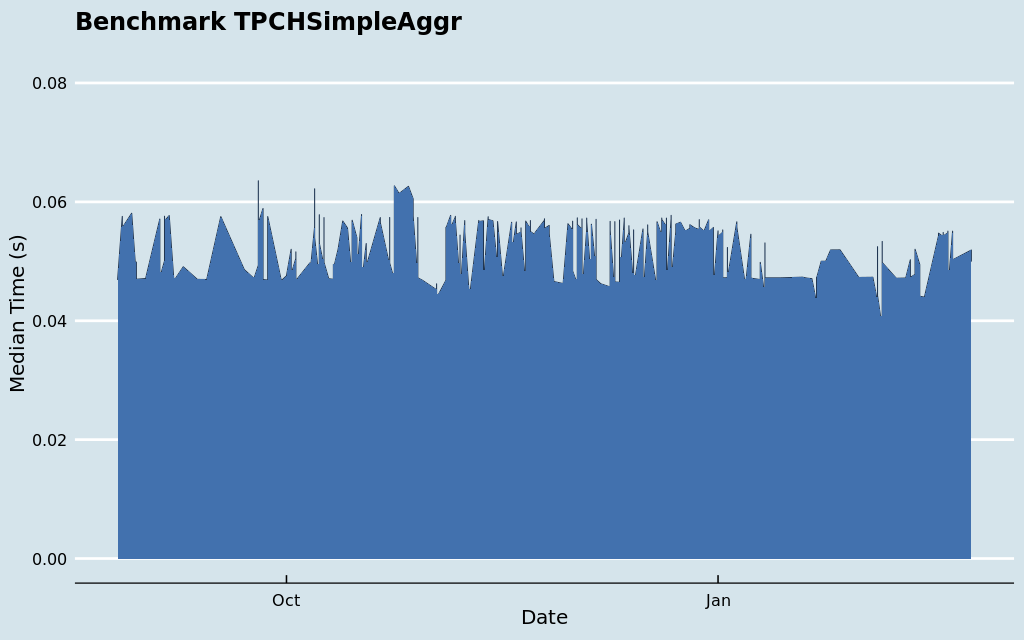 Benchmark TPCHSimpleAggr
Median Time (s)
0.08
0.06
0.04
0.02
0.00
Oct
Jan
Date